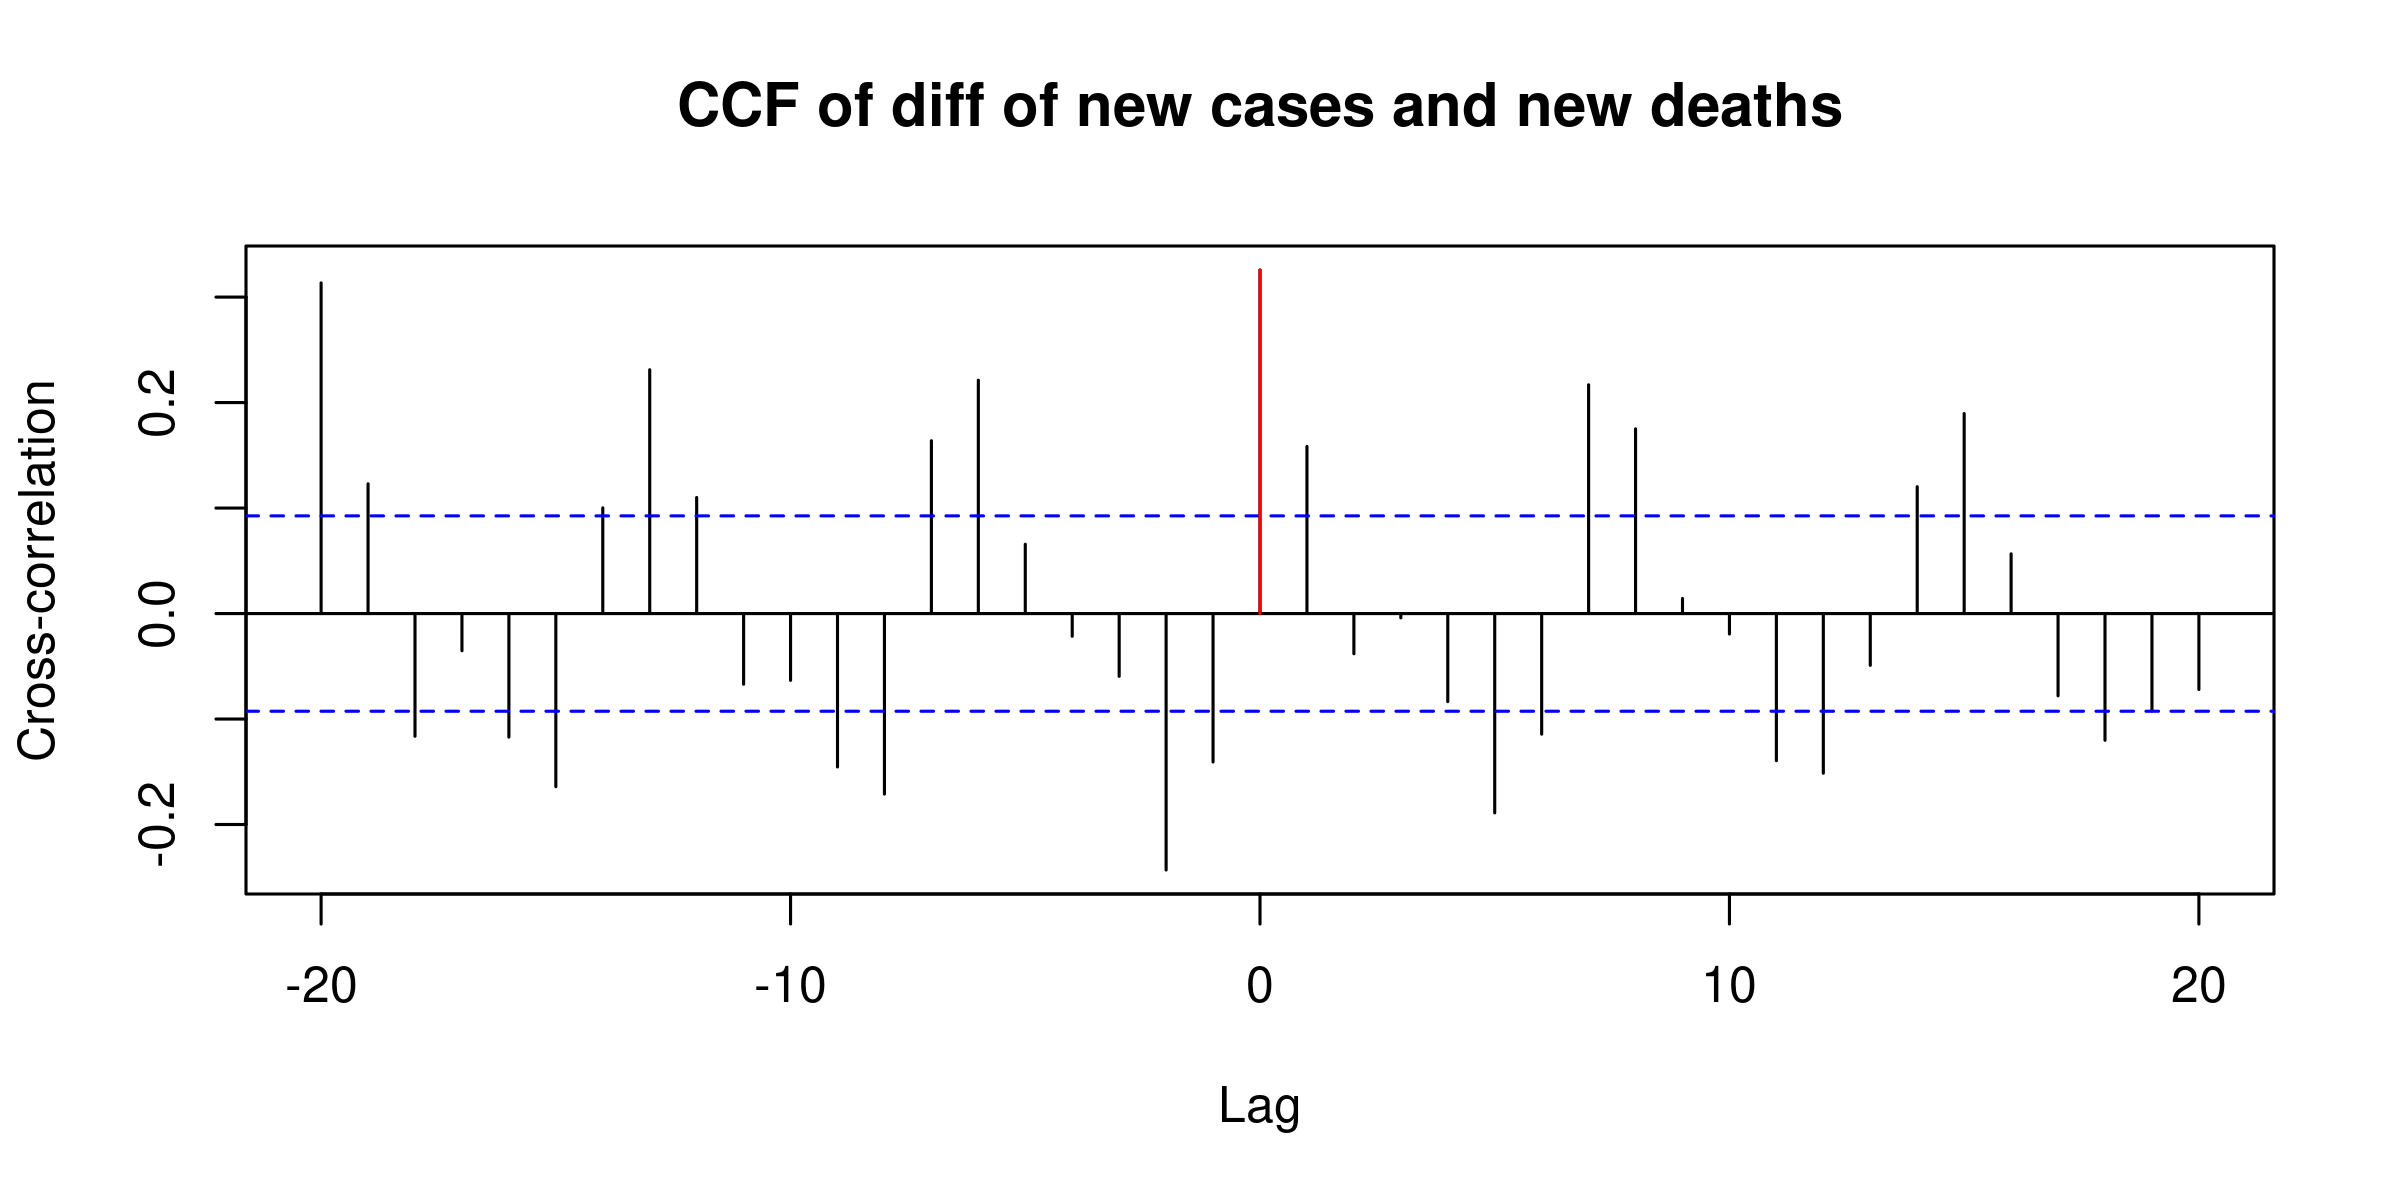 CCF of diff of new cases and new deaths
Cross-correlation
0.2
0.0
-0.2
-20 -10 0 10 20
Lag